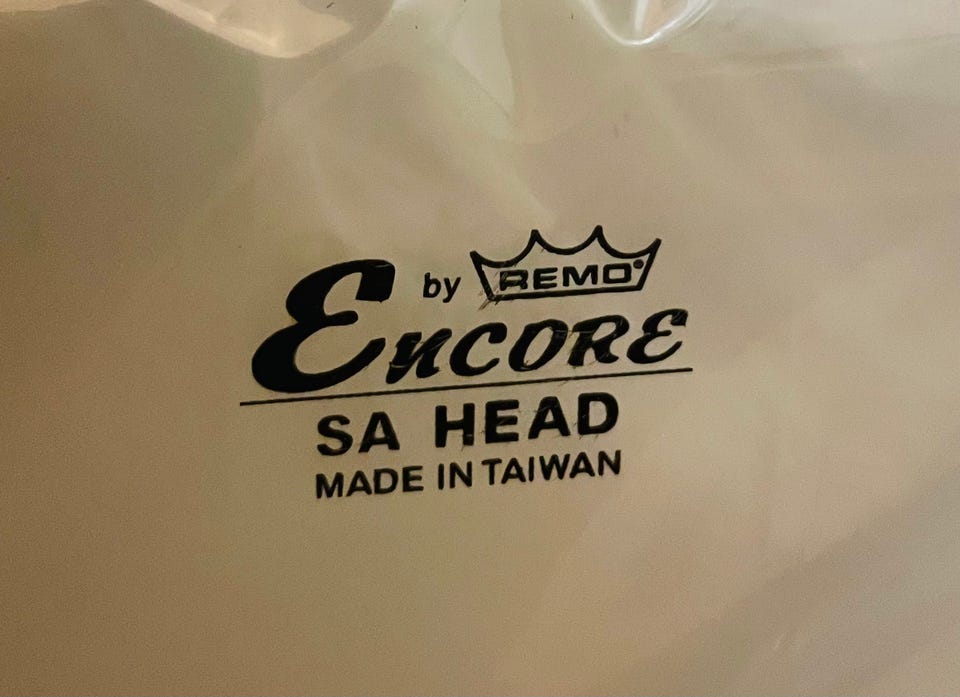 by REMO
ENCORE
SA HEAD
MADE IN TAIWAN